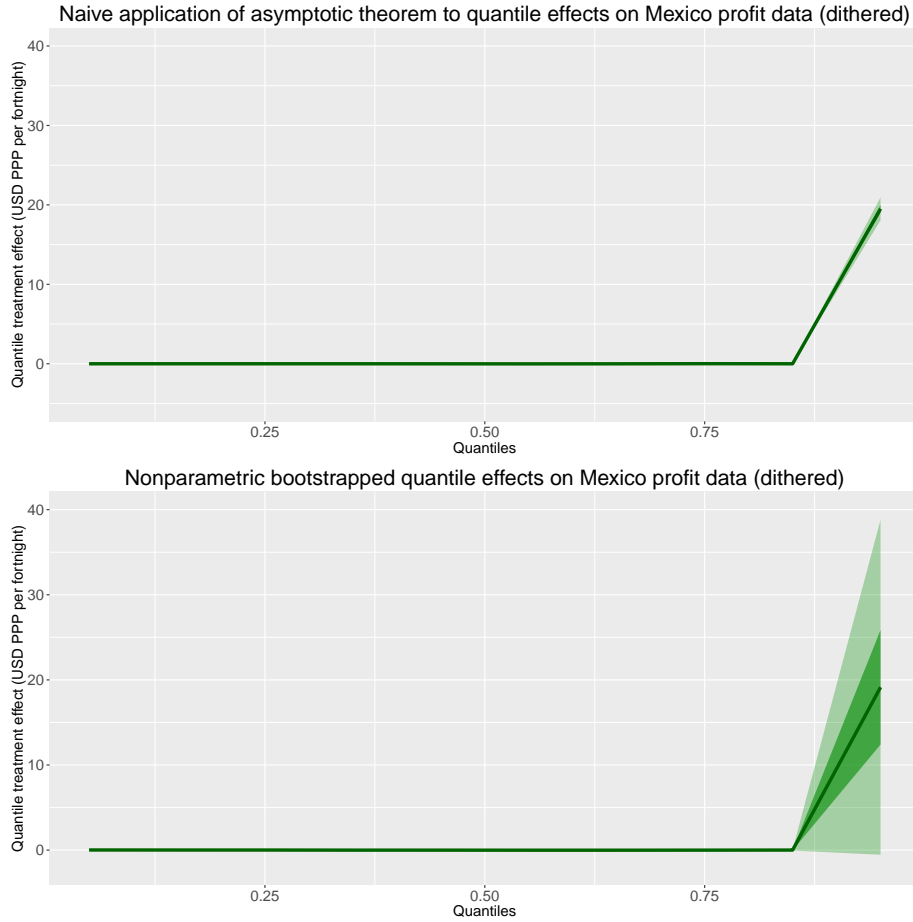 Naive application of asymptotic theorem to quantile effects on Mexico profit data (dithered)
Quantile treatment effect (USD PPP per fortnight)
40
30
20
10
0
0.25 0.50 0.75
Quantiles
Nonparametric bootstrapped quantile effects on Mexico profit data (dithered)
Quantile treatment effect (USD PPP per fortnight)
40
30
20
10
0
0.25 0.50 0.75
Quantiles